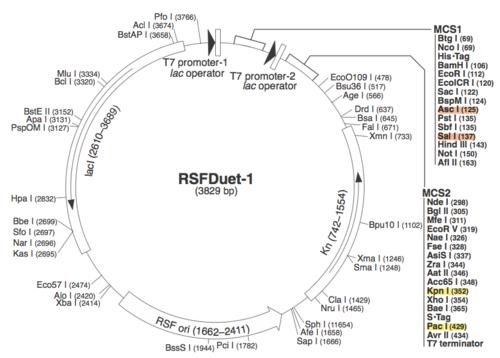 Pfo I (3766)
Acl I (3674)
BstAP I (3658)
T7 promoter-1
lac operator
T7 promoter-2
lac operator
Mlu I (3334)
Bcl I (3320)
BstE II (3152)
Apa I (3131)
PspOM I (3127)
lacI (2610–3689)
Hpa I (2832)
Bbe I (2699)
Sfo I (2697)
Nar I (2696)
Kas I (2695)
Eco57 I (2474)
Alo I (2420)
Xba I (2414)
RSFDuet-1
(3829 bp)
EcoO109 I (478)
Bsu36 I (517)
Age I (566)
Drd I (637)
Bsa I (645)
Fal I (671)
Xmn I (733)
Kn (742–1554)
Bpu10 I (1102)
Xma I (1246)
Sma I (1248)
Cla I (1429)
Nru I (1465)
Sph I (11654)
Afe I (1658)
Sap I (1666)
RSF ori (1662–2411)
BssS I (1944)
Pci I (1782)
MCS1
Btg I (69)
Nco I (69)
His•Tag
BamH I (106)
EcoR I (112)
EcoICR I (120)
Sac I (122)
BspM I (124)
Asc I (125)
Pst I (135)
Sbf I (135)
Sal I (137)
Hind III (143)
Not I (150)
Afl II (163)
MCS2
Nde I (298)
Bgl II (305)
Mfe I (311)
EcoR V (319)
Nae I (326)
Fse I (328)
AsiS I (337)
Zra I (344)
Aat II (346)
Acc65 I (348)
Kpn I (352)
Xho I (354)
Bae I (365)
S•Tag
Pac I (429)
Avr II (434)
T7 terminator